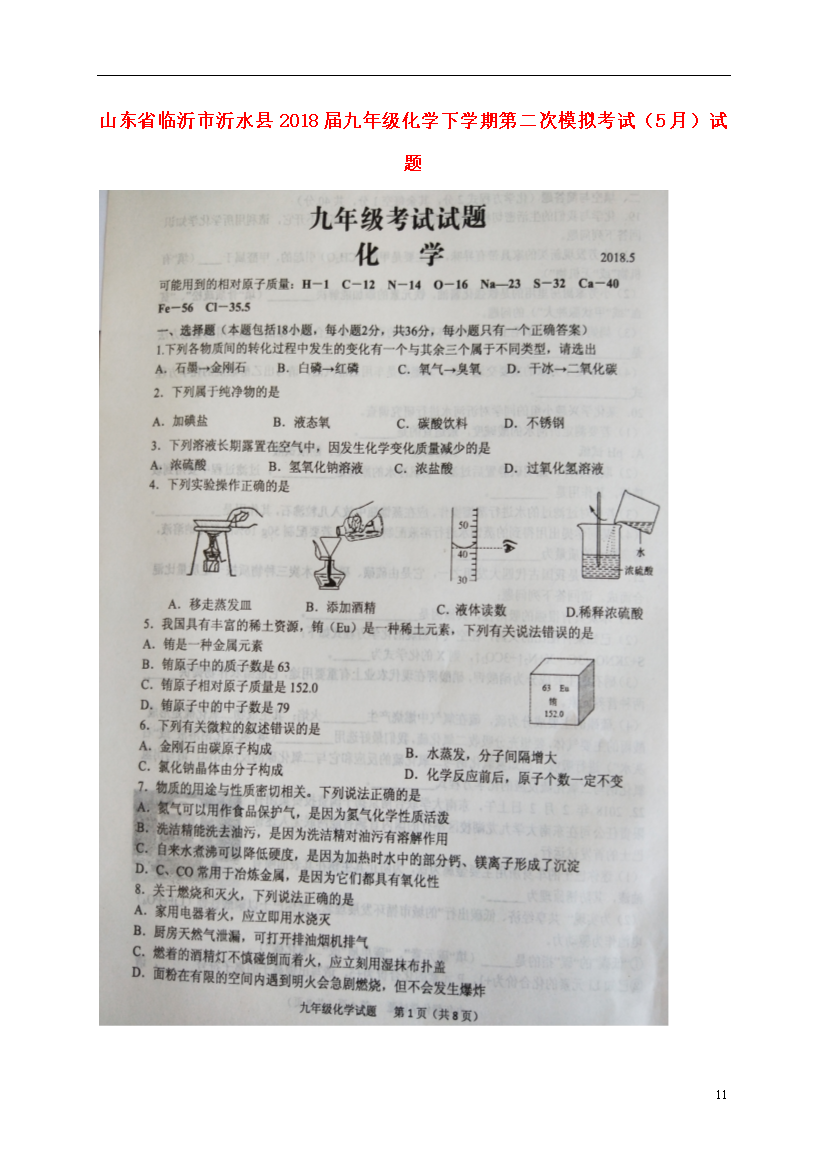 山东省临沂市沂水县2018届九年级化学下学期第二次模拟考试（5月）试
题
九年级考试试题
化 学
2018.5
可能用到的相对原子质量：H—1 C—12 N—14 O—16 Na—23 S—32 Ca—40
Fe—56 Cl—35.5
一、选择题（本题包括18小题，每小题2分，共36分，每小题只有一个正确答案）
1.下列各物质间的转化过程中发生的变化有一个与其余三个属于不同类型，请选出
A．石墨→金刚石 B．白磷→红磷 C．氧气→臭氧 D．干冰→二氧化碳
2．下列属于纯净物的是
A．加碘盐 B．液态氧 C．碳酸饮料 D．不锈钢
3．下列溶液长期露置在空气中，因发生化学变化质量减少的是
A．浓硫酸 B．氢氧化钠溶液 C．浓盐酸 D．过氧化氢溶液
4．下列实验操作正确的是
50
40
30
水
浓硫酸
A．移走蒸发皿 B．添加酒精 C．液体读数 D.稀释浓硫酸
5．我国具有丰富的稀土资源，铕（Eu）是一种稀土元素，下列有关说法错误的是
A．铕是一种金属元素
B．铕原子中的质子数是63
C．铕原子相对原子质量是152.0
D．铕原子中的中子数是79
63 Eu
铕
152.0
6．下列有关微粒的叙述错误的是
A．金刚石由碳原子构成 B．水蒸发，分子间隔增大
C．氯化钠晶体由分子构成 D．化学反应前后，原子个数一定不变
7．物质的用途与性质密切相关。下列说法正确的是
A．氮气可以用作食品保护气，是因为氮气化学性质活泼
B．洗洁精能洗去油污，是因为洗洁精对油污有溶解作用
C．自来水煮沸可以降低硬度，是因为加热时水中的部分钙、镁离子形成了沉淀
D．C、CO常用于冶炼金属，是因为它们都具有氧化性
8．关于燃烧和灭火，下列说法正确的是
A．家用电器着火，应立即用水浇灭
B．厨房天然气泄漏，可打开排油烟机排气
C．燃着的酒精灯不慎碰倒而着火，应立刻用湿抹布扑盖
D．面粉在有限的空间内遇到明火会急剧燃烧，但不会发生爆炸
九年级化学试题 第1页（共8页）
11